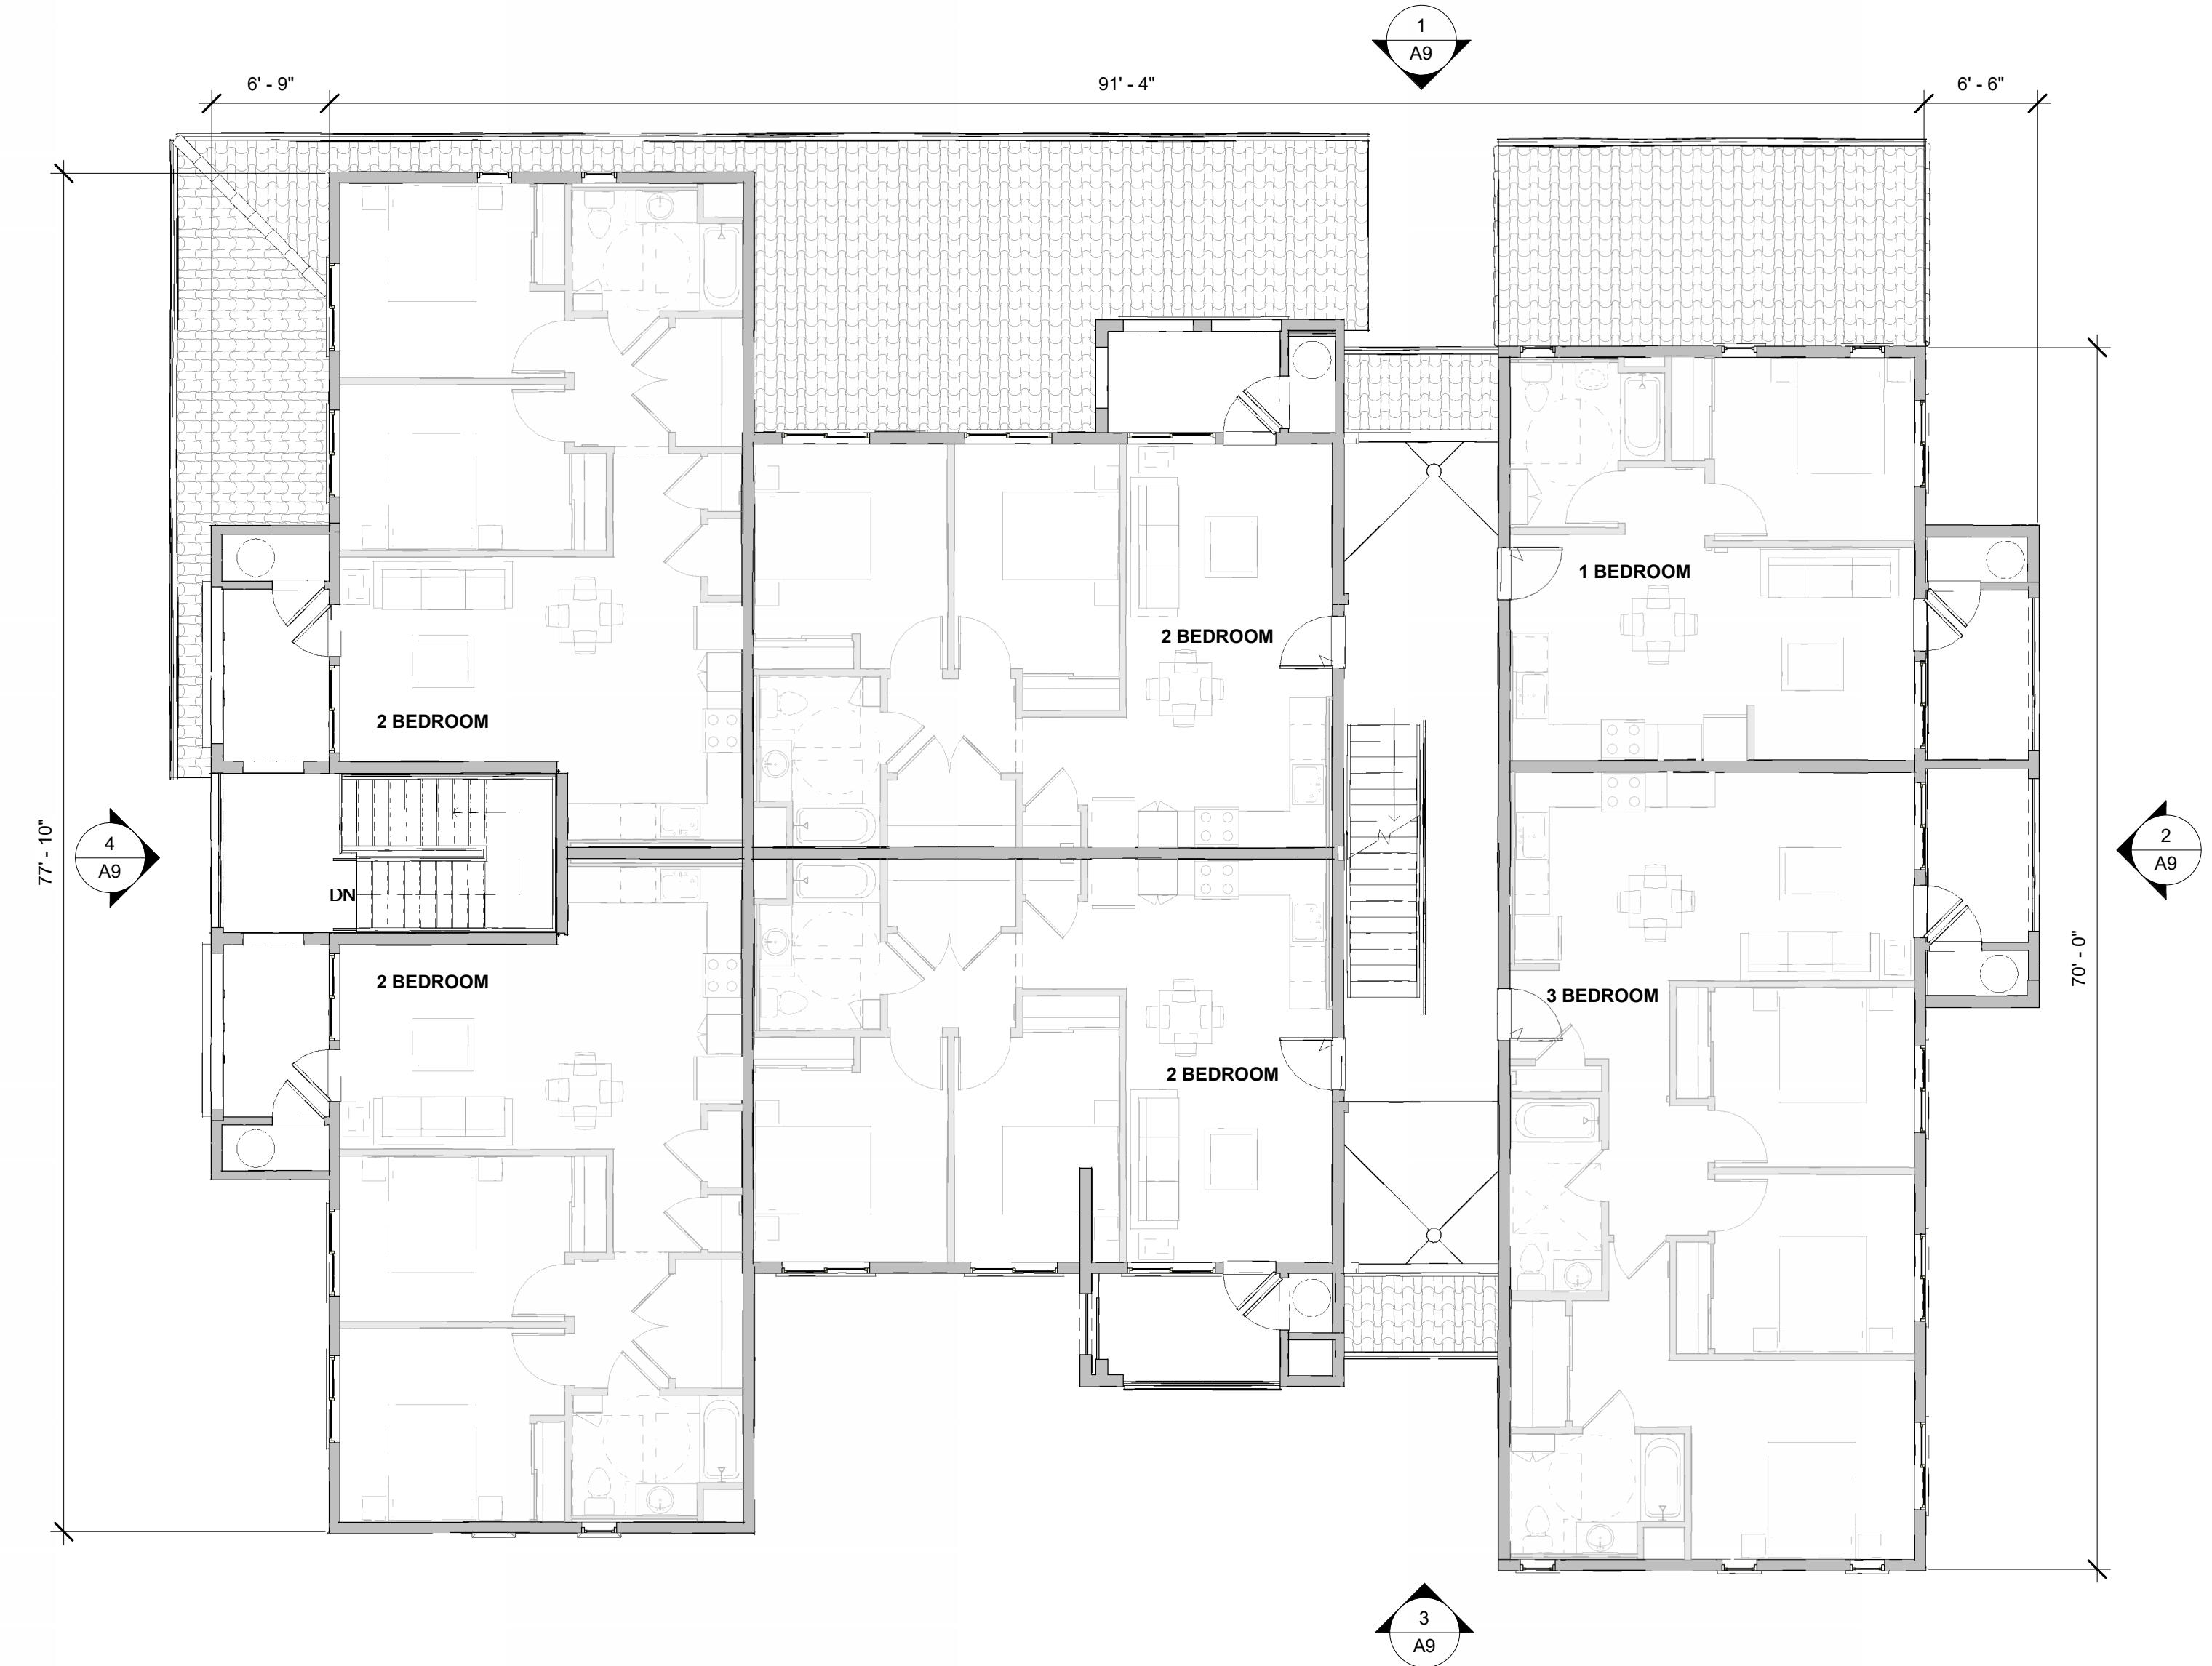 1
A9
6' - 9"
91' - 4"
6' - 6"
1 BEDROOM
2 BEDROOM
2 BEDROOM
77' - 10"
4
A9
DN
2
A9
70' - 0"
2 BEDROOM
3 BEDROOM
2 BEDROOM
3
A9